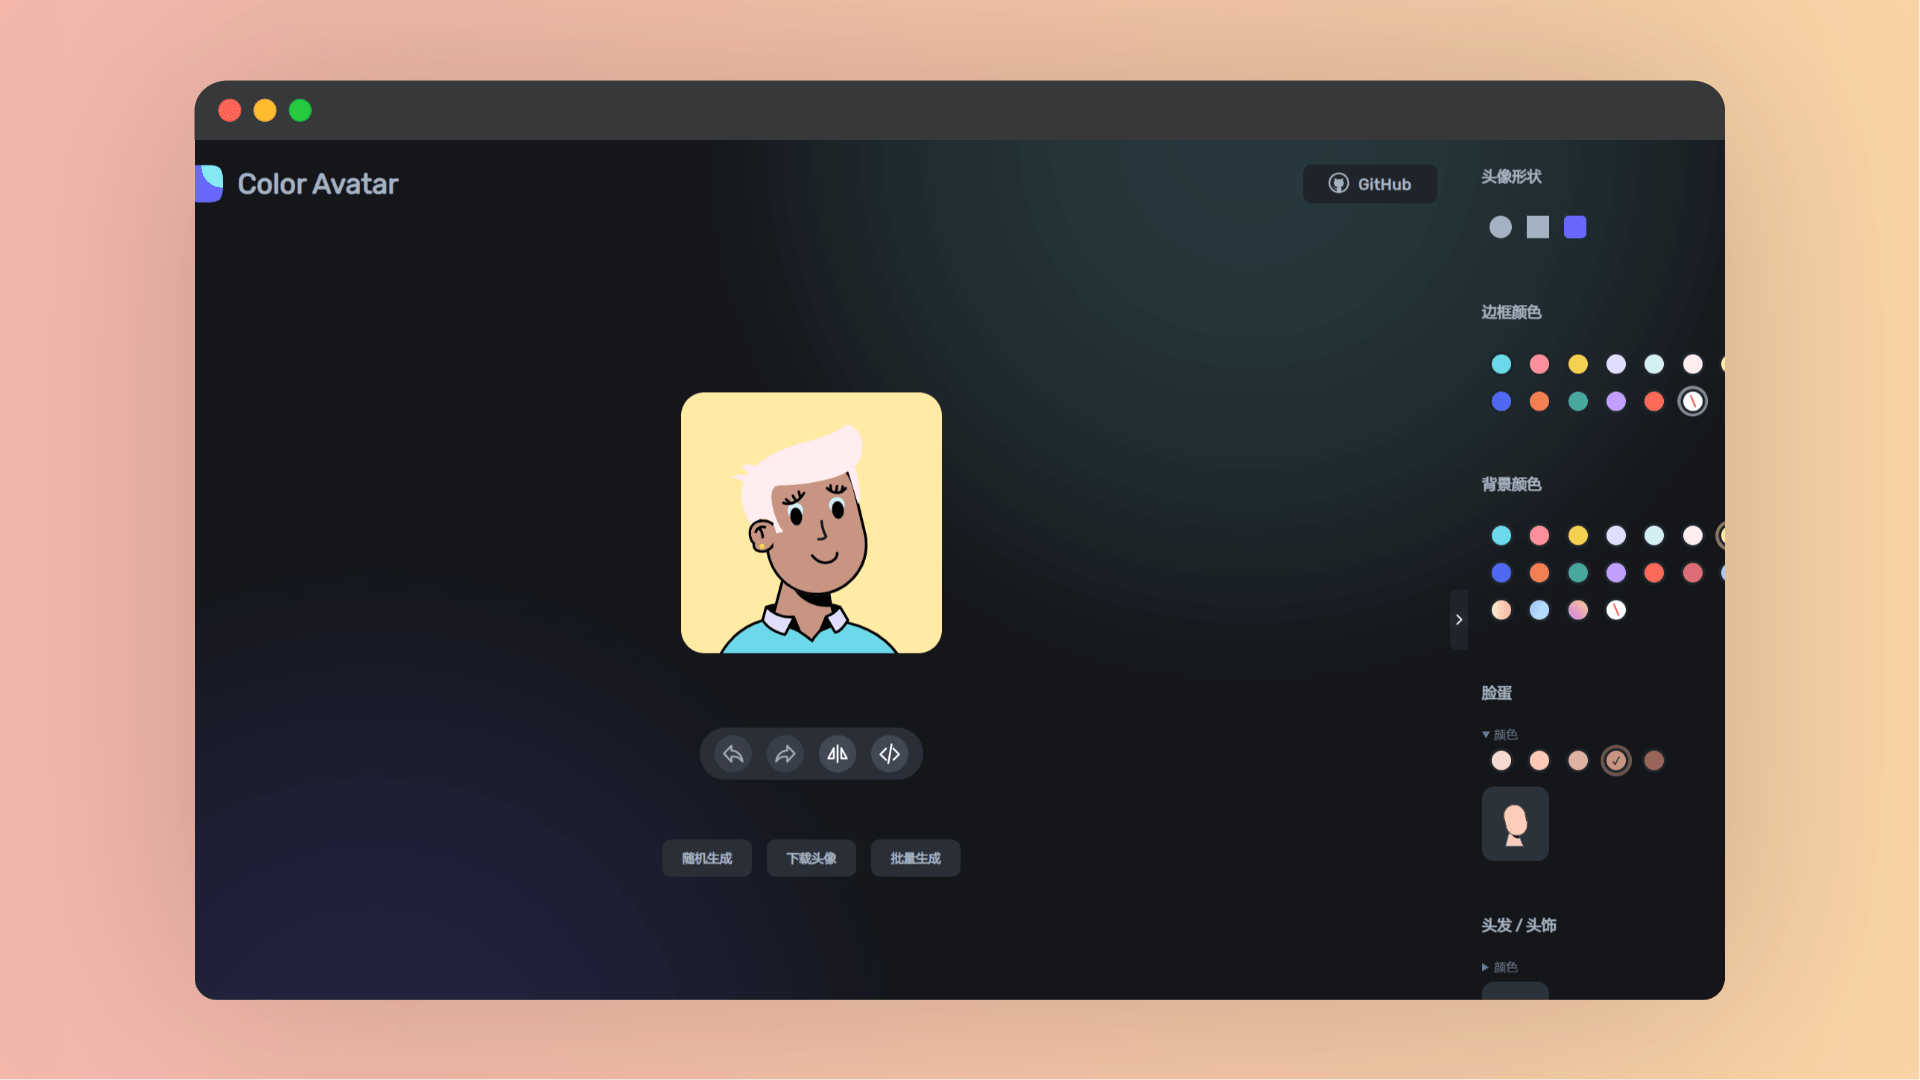 Color Avatar
GitHub
头像形状
边框颜色
背景颜色
脸蛋
颜色
头发 / 头饰
颜色
随机生成
下载头像
批量生成